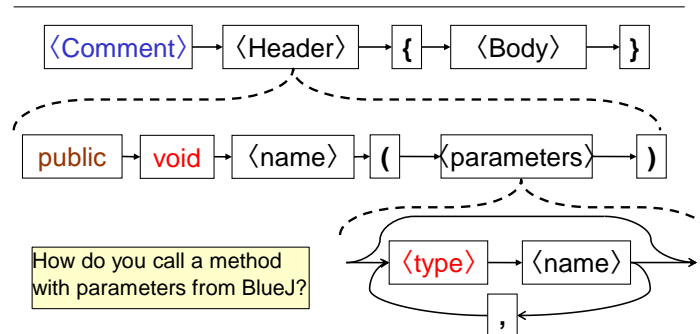 〈Comment〉 〈Header〉 { 〈Body〉 }
public void 〈name〉 ( 〈parameters〉 )
〈type〉 〈name〉
,
How do you call a method
with parameters from BlueJ?